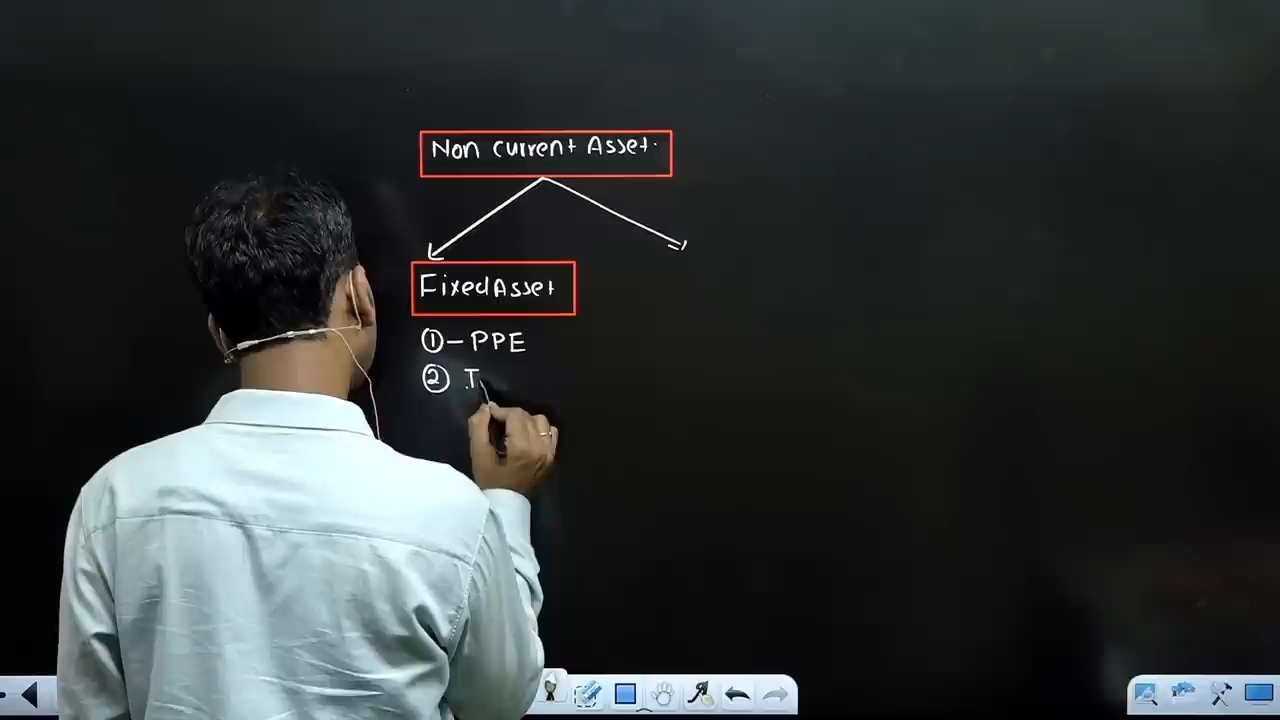 Non Current Asset.
Fixed Asset
① - PPE
② I